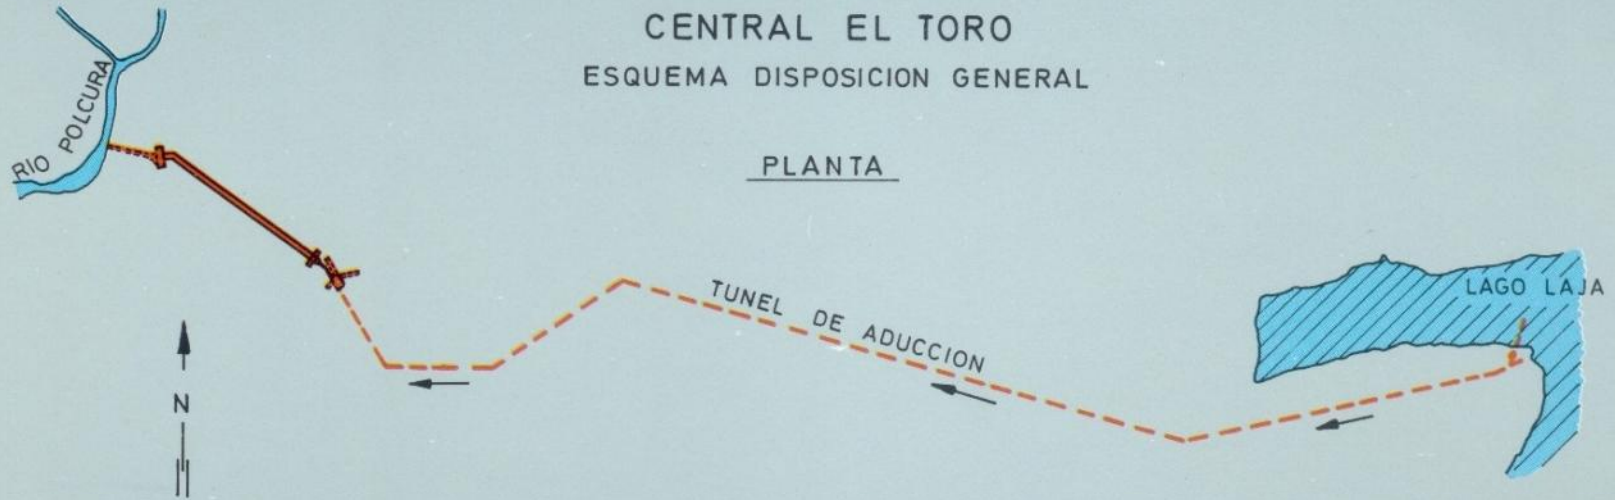 CENTRAL EL TORO
ESQUEMA DISPOSICION GENERAL
PLANTA
RIO POLCURA
TUNEL DE ADUCCION
LAGO LAJA
N